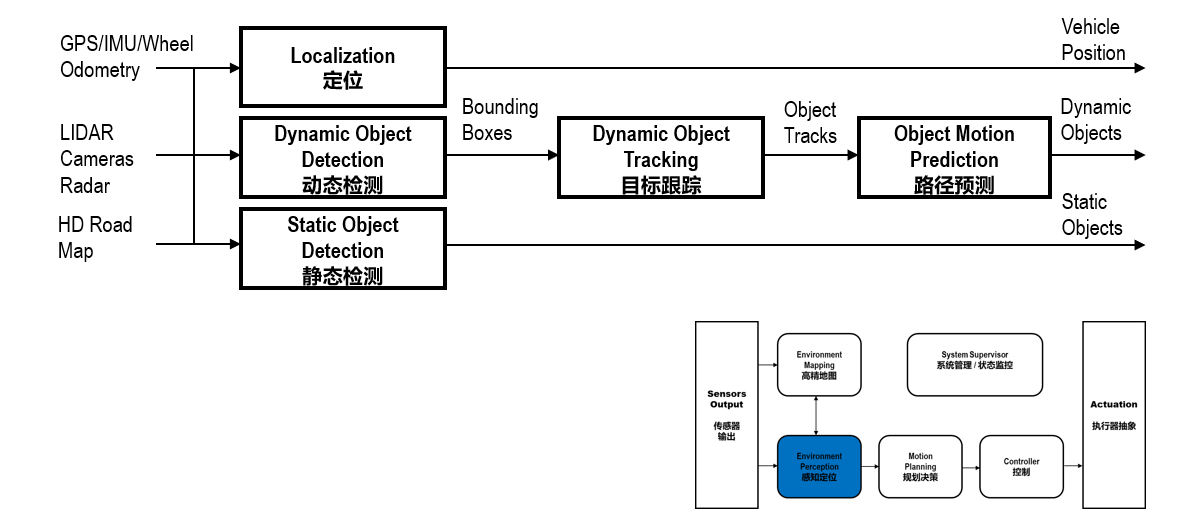 GPS/IMU/Wheel
Odometry
Localization
定位
Vehicle
Position
LIDAR
Cameras
Radar
Dynamic Object
Detection
动态检测
Bounding
Boxes
Dynamic Object
Tracking
目标跟踪
Object
Tracks
Object Motion
Prediction
路径预测
Dynamic
Objects
HD Road
Map
Static Object
Detection
静态检测
Static
Objects
Sensors
Output
传感器
输出
Environment
Mapping
高精地图
System Supervisor
系统管理 / 状态监控
Environment
Perception
感知定位
Motion
Planning
规划决策
Controller
控制
Actuation
执行器抽象